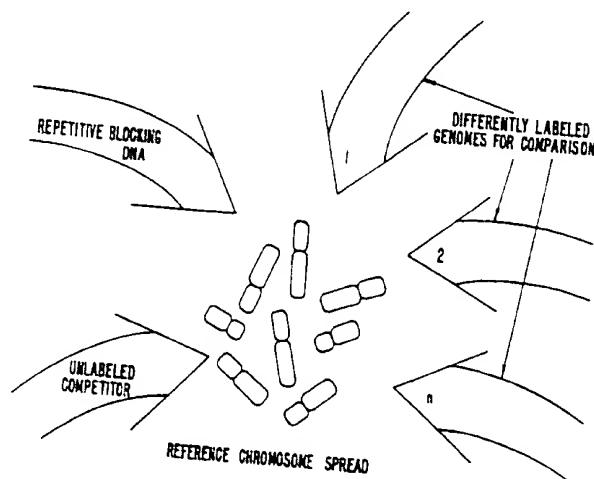 REPETITIVE BLOCKING
DNA
1
DIFFERENTLY LABELED
GENOMES FOR COMPARISON
2
UNLABELED
COMPETITOR
n
REFERENCE CHROMOSOME SPREAD